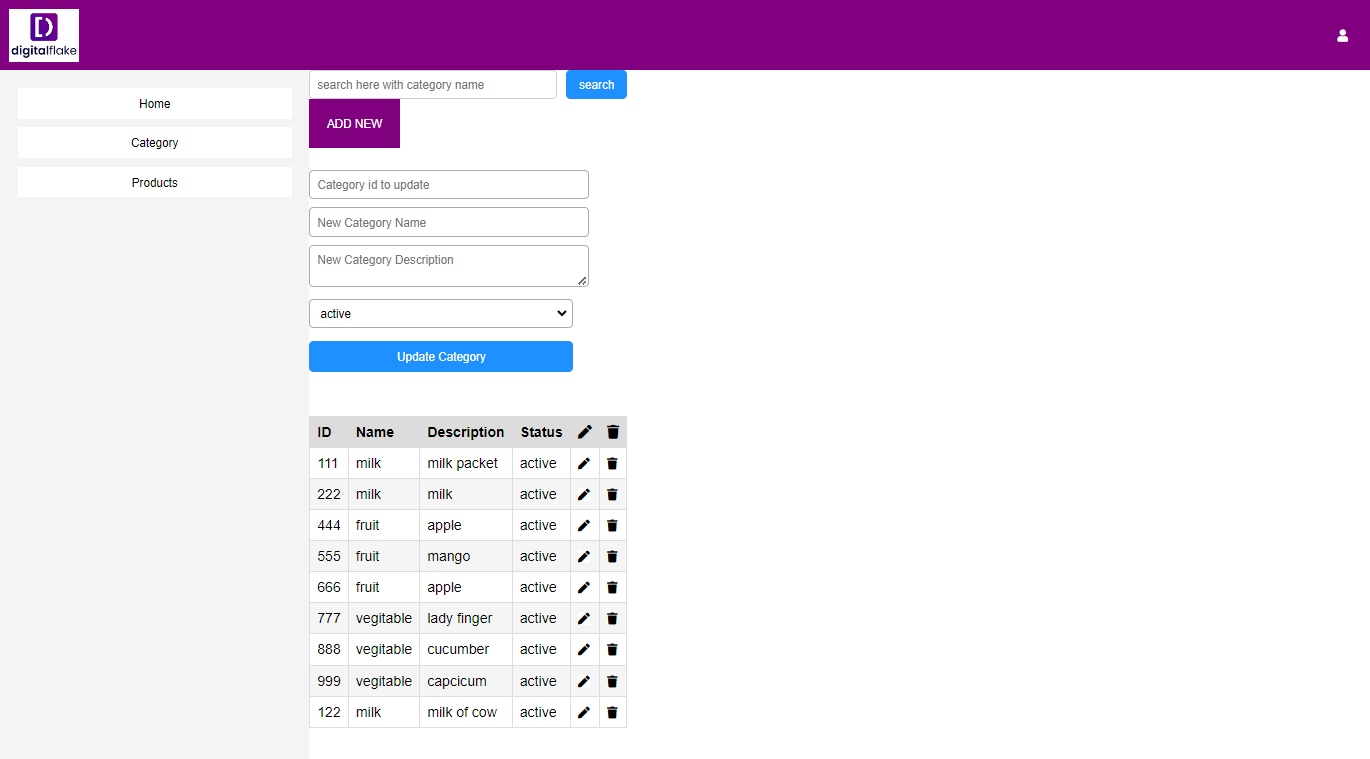 digitalflake
Home
Category
Products
search here with category name search
ADD NEW
Category id to update
New Category Name
New Category Description
active
Update Category
ID Name Description Status
111 milk milk packet active
222 milk milk active
444 fruit apple active
555 fruit mango active
666 fruit apple active
777 vegitable lady finger active
888 vegitable cucumber active
999 vegitable capcicum active
122 milk milk of cow active